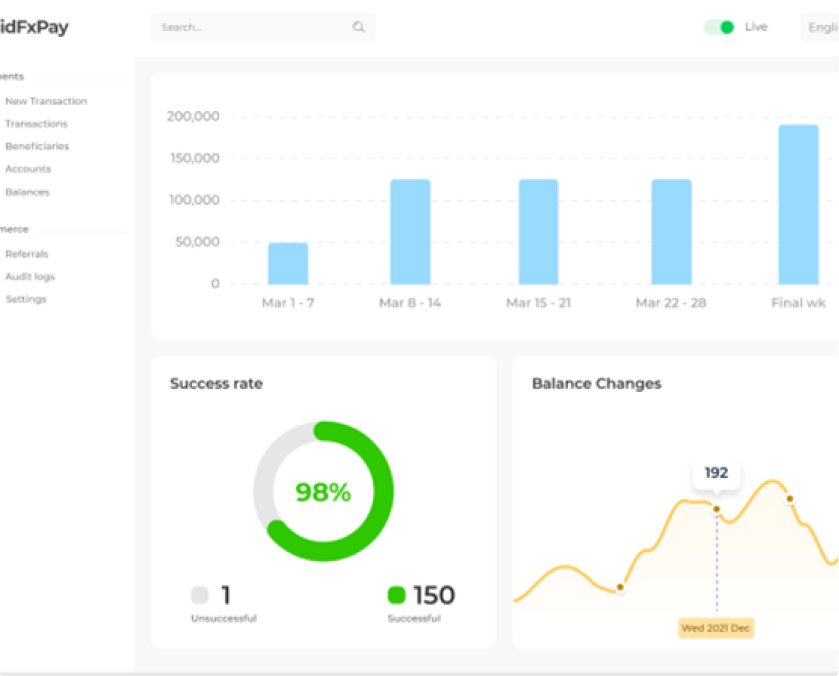 idFxPay
Search...
Live
Englis
ents
New Transaction
Transactions
Beneficiaries
Accounts
Balances
merce
Referrals
Audit logs
Settings
200,000
150,000
100,000
50,000
0
Mar 1 - 7
Mar 8 - 14
Mar 15 - 21
Mar 22 - 28
Final wk
Success rate
98%
1
Unsuccessful
150
Successful
Balance Changes
192
Wed 2021 Dec